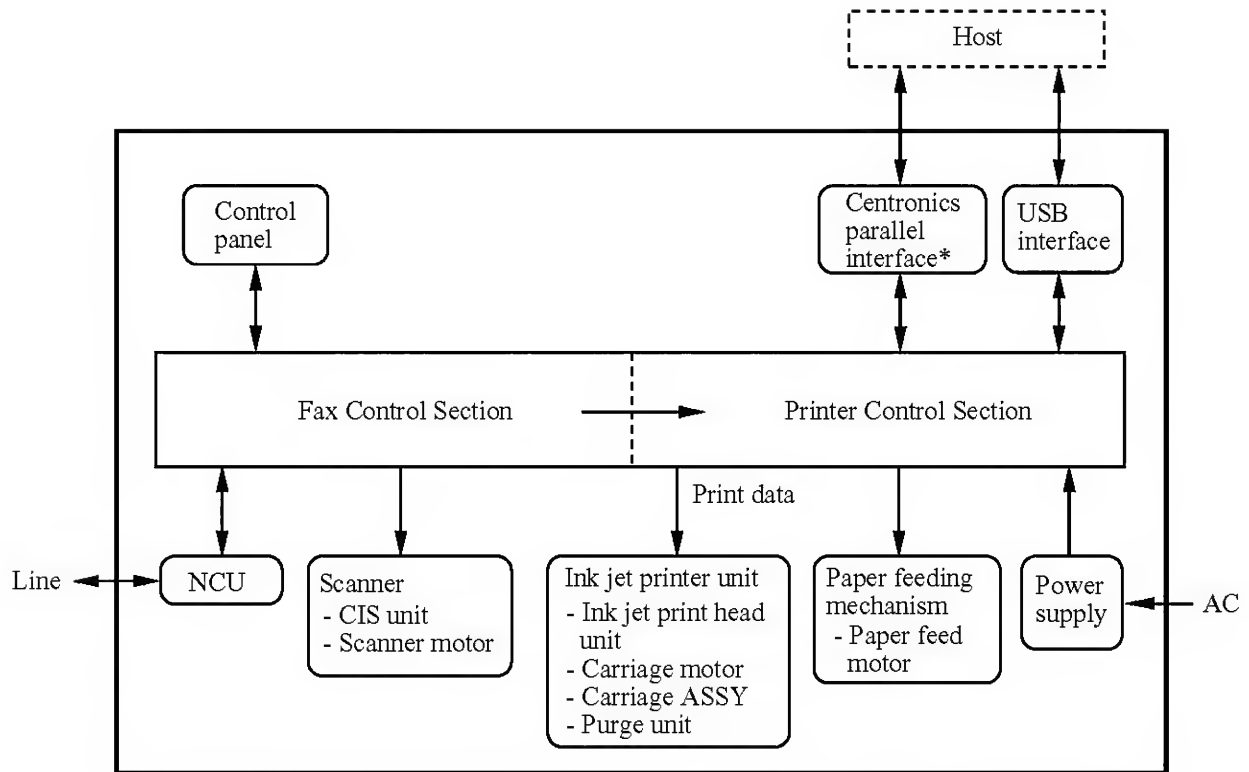 Host
Control
panel
Centronics
parallel
interface*
USB
interface
Fax Control Section
Printer Control Section
Print data
Line
NCU
Scanner
- CIS unit
- Scanner motor
Ink jet printer unit
- Ink jet print head
unit
- Carriage motor
- Carriage ASSY
- Purge unit
Paper feeding
mechanism
- Paper feed
motor
Power
supply
AC